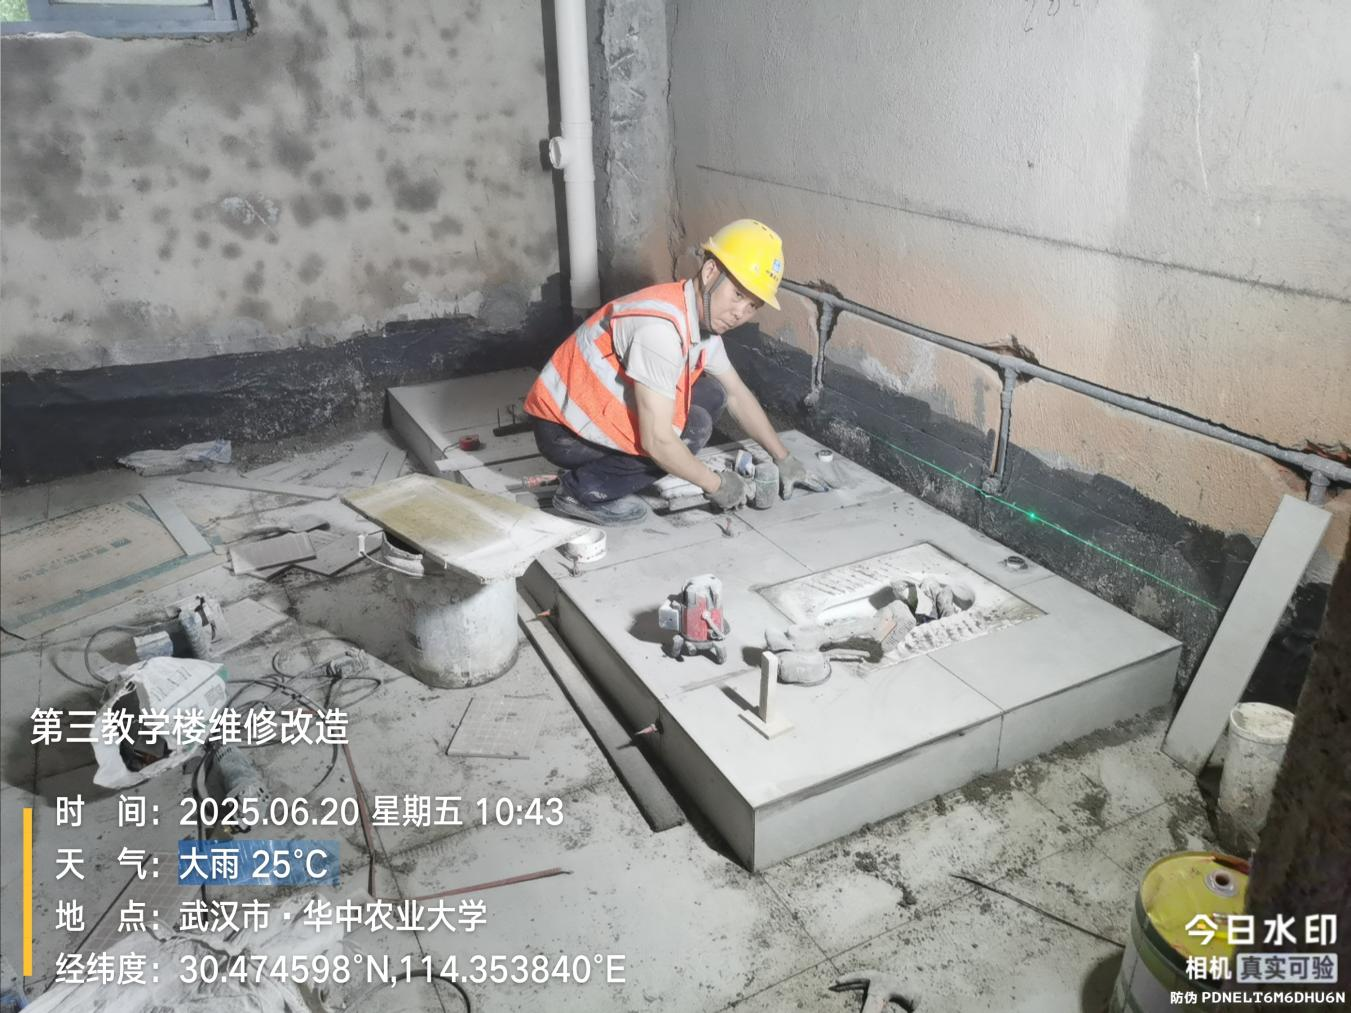 第三教学楼维修改造
时 间：2025.06.20 星期五 10:43
天 气：大雨 25°C
地 点：武汉市·华中农业大学
经纬度：30.474598°N,114.353840°E
今日水印
相机 真实可验
防伪 PDNELT6M6DHU6N